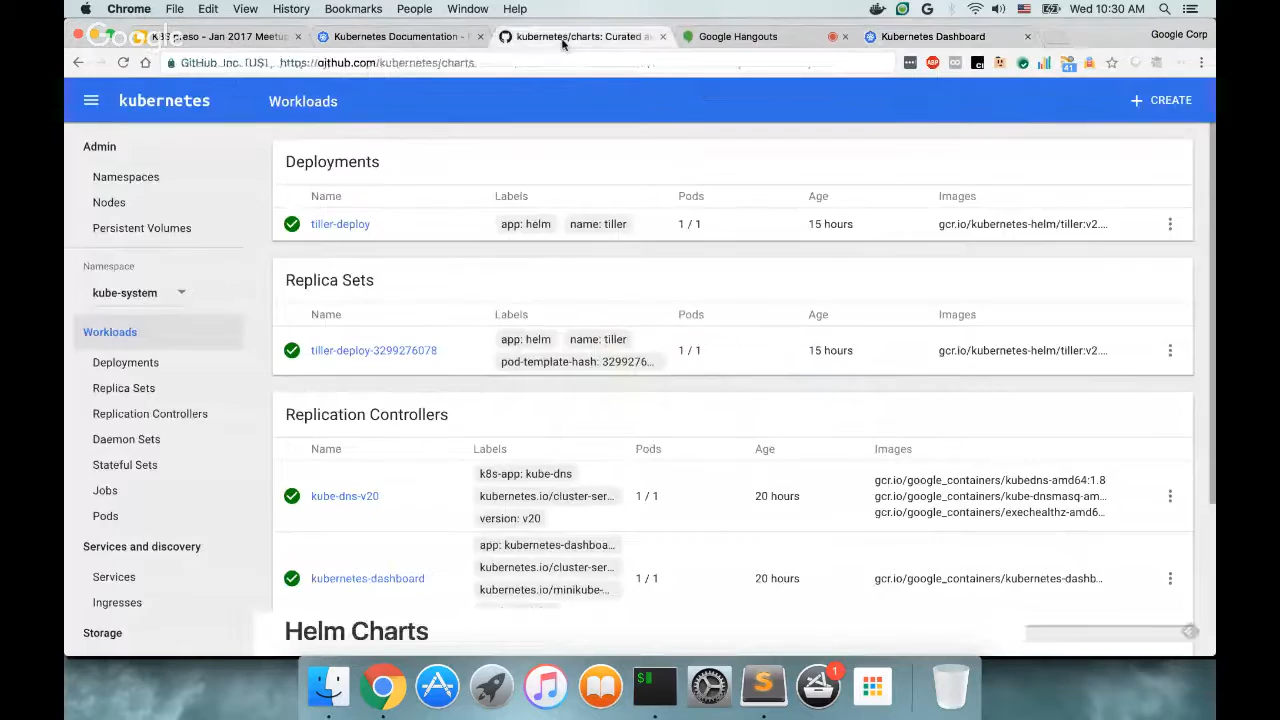 Chrome File Edit View History Bookmarks People Window Help
Wed 10:30 AM
Google
K8S preso - Jan 2017 Meetu
Kubernetes Documentation -
kubernetes/charts: Curated a
Google Hangouts
Kubernetes Dashboard
Google Corp
GitHub, Inc. [US] https://github.com/kubernetes/charts
41
kubernetes
Workloads
CREATE
Admin
Namespaces
Nodes
Persistent Volumes
Namespace
kube-system
Workloads
Deployments
Replica Sets
Replication Controllers
Daemon Sets
Stateful Sets
Jobs
Pods
Services and discovery
Services
Ingresses
Storage
Deployments
Name Labels Pods Age Images
tiller-deploy app: helm name: tiller 1 / 1 15 hours gcr.io/kubernetes-helm/tiller:v2....
Replica Sets
Name Labels Pods Age Images
tiller-deploy-3299276078 app: helm name: tiller 1 / 1 15 hours gcr.io/kubernetes-helm/tiller:v2....
pod-template-hash: 3299276...
Replication Controllers
Name Labels Pods Age Images
k8s-app: kube-dns gcr.io/google_containers/kubedns-amd64:1.8
kube-dns-v20 kubernetes.io/cluster-ser... 1 / 1 20 hours gcr.io/google_containers/kube-dnsmasq-am...
version: v20 gcr.io/google_containers/exechealthz-amd6...
app: kubernetes-dashboa...
kubernetes.io/cluster-ser...
kubernetes-dashboard 1 / 1 20 hours gcr.io/google_containers/kubernetes-dashb...
kubernetes.io/minikube-...
Helm Charts
$
S
1